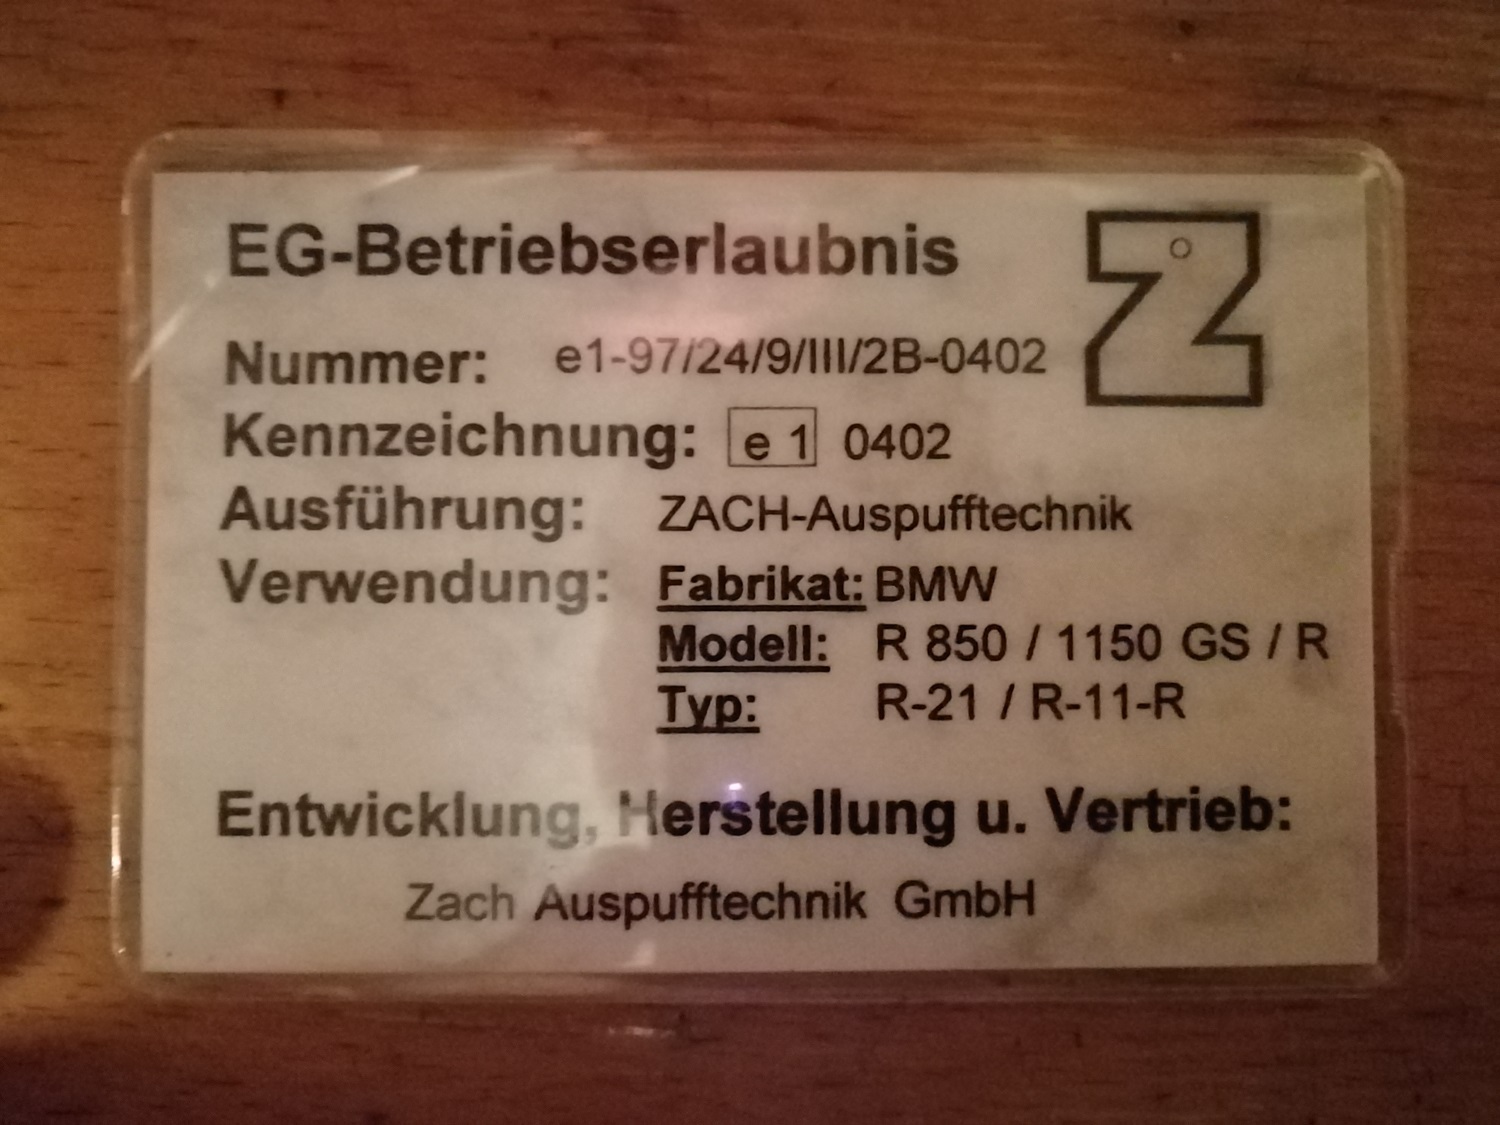 EG-Betriebserlaubnis
Nummer: e1-97/24/9/III/2B-0402
Kennzeichnung: e 1 0402
Ausführung: ZACH-Auspufftechnik
Verwendung: Fabrikat: BMW
Modell: R 850 / 1150 GS / R
Typ: R-21 / R-11-R
Entwicklung, Herstellung u. Vertrieb:
Zach Auspufftechnik GmbH
Z